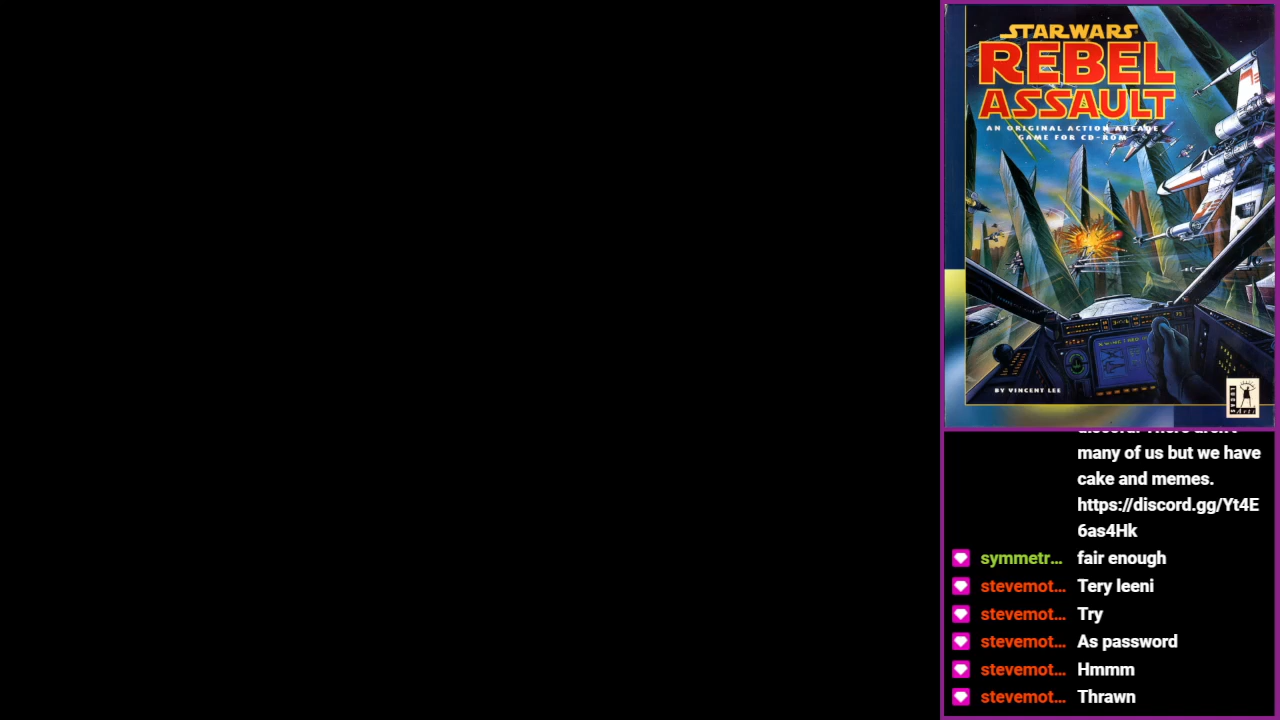 STAR WARS
REBEL
ASSAULT
AN ORIGINAL ACTION ARCADE
GAME FOR CD-ROM
BY VINCENT LEE
many of us but we have
cake and memes.
https://discord.gg/Yt4E
6as4Hk
symmetr... fair enough
stevemot... Tery leeni
stevemot... Try
stevemot... As password
stevemot... Hmmm
stevemot... Thrawn